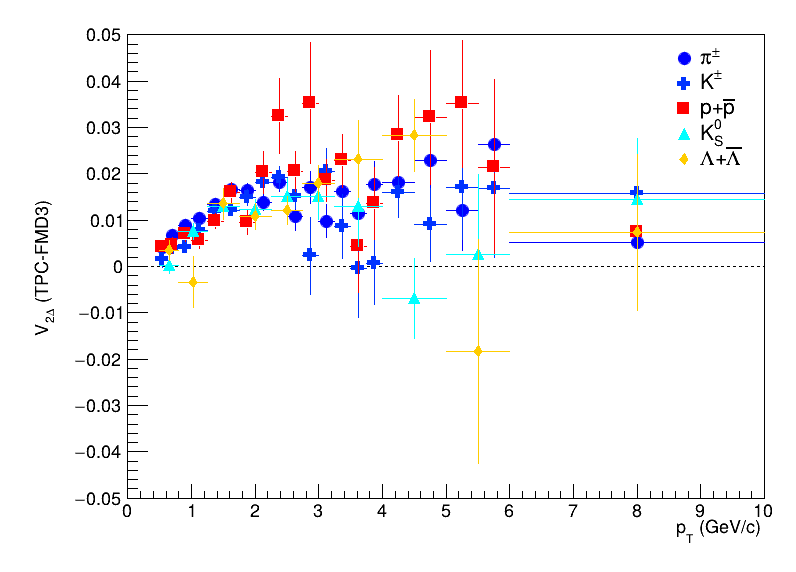 0.05
0.04
0.03
0.02
0.01
0
−0.01
−0.02
−0.03
−0.04
−0.05
V2Δ (TPC-FMD3)
π±
K±
p+p̅
K0S
Λ+Λ̅
0 1 2 3 4 5 6 7 8 9 10
pT (GeV/c)